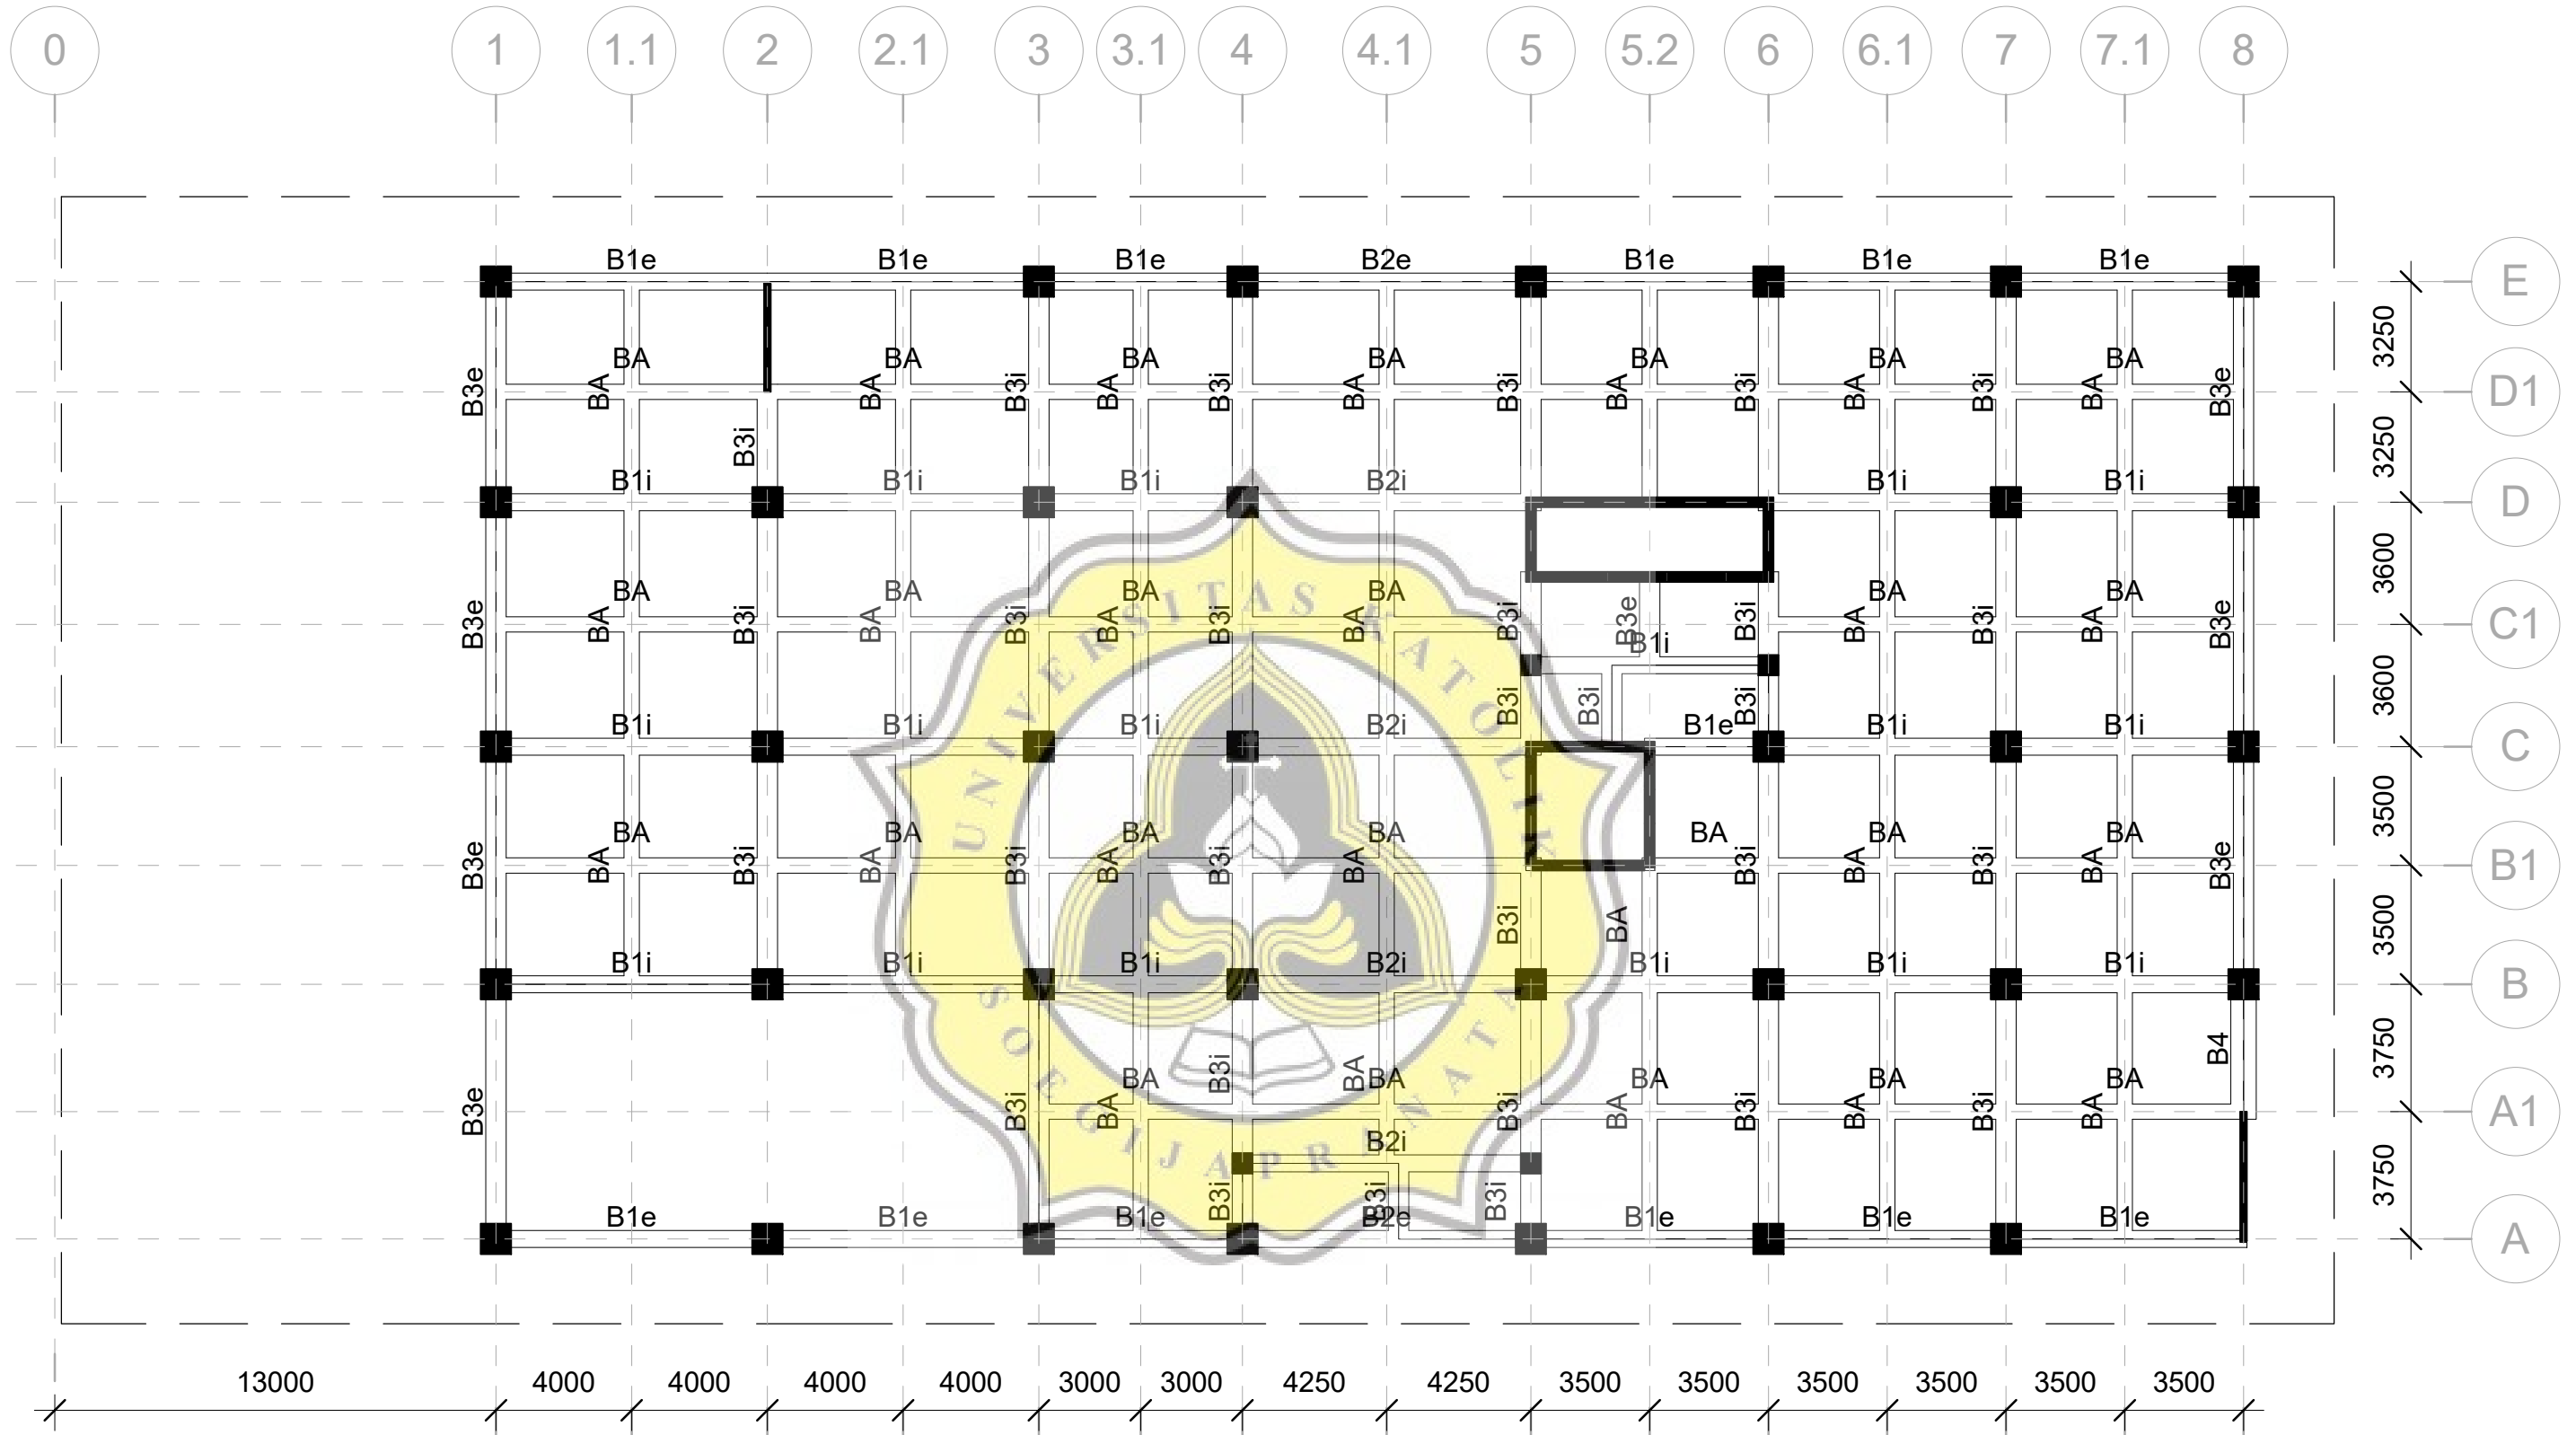 0 1 1.1 2 2.1 3 3.1 4 4.1 5 5.2 6 6.1 7 7.1 8
B1e B1e B1e B2e B1e B1e B1e
E
3250
BA BA BA BA BA BA BA
B3e BA BA B3i BA B3i BA B3i BA B3i BA B3i BA B3e
D1
B3i
3250
B1i B1i B1i B2i B1i B1i
D
3600
UNIVERSITAS KATOLIK
BA BA BA BA BA BA
B3e BA B3i BA B3i BA B3i BA B3i B3e B3i BA B3i BA B3e
C1
B1i
3600
B3i B3i B3i
B1i B1i B1i B2i B1e B1i B1i
C
3500
BA BA BA BA BA BA BA
B3e BA B3i BA B3i BA B3i BA B3i BA B3i BA B3e
B1
B3i BA
3500
B1i B1i B1i B2i B1i B1i B1i
B
SOEGIJAPRANATA
3750
B4
BA BA BA BA BA
B3i BA
B3e B3i BA B3i BA B3i BA B3i BA
A1
B2i
3750
B3i B3i B3i
B1e B1e B1e B2e B1e B1e B1e
A
13000 4000 4000 4000 4000 3000 3000 4250 4250 3500 3500 3500 3500 3500 3500